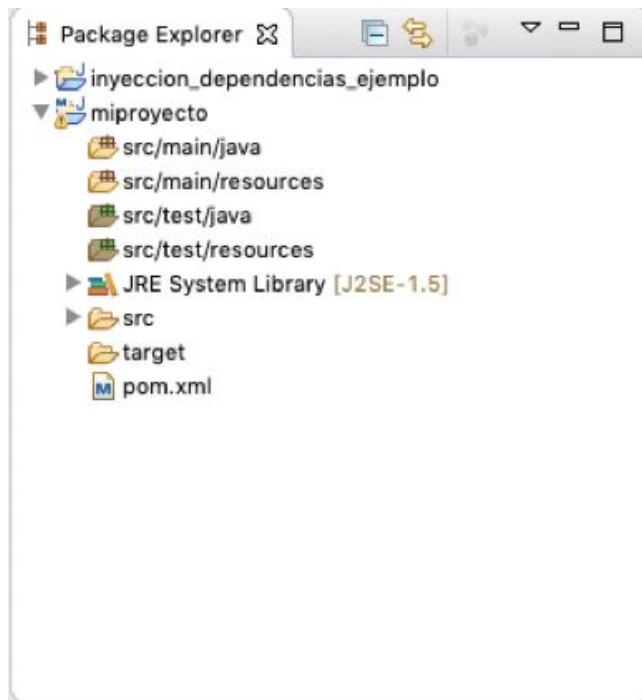 Package Explorer
inyeccion_dependencias_ejemplo
miproyecto
src/main/java
src/main/resources
src/test/java
src/test/resources
JRE System Library [J2SE-1.5]
src
target
M pom.xml